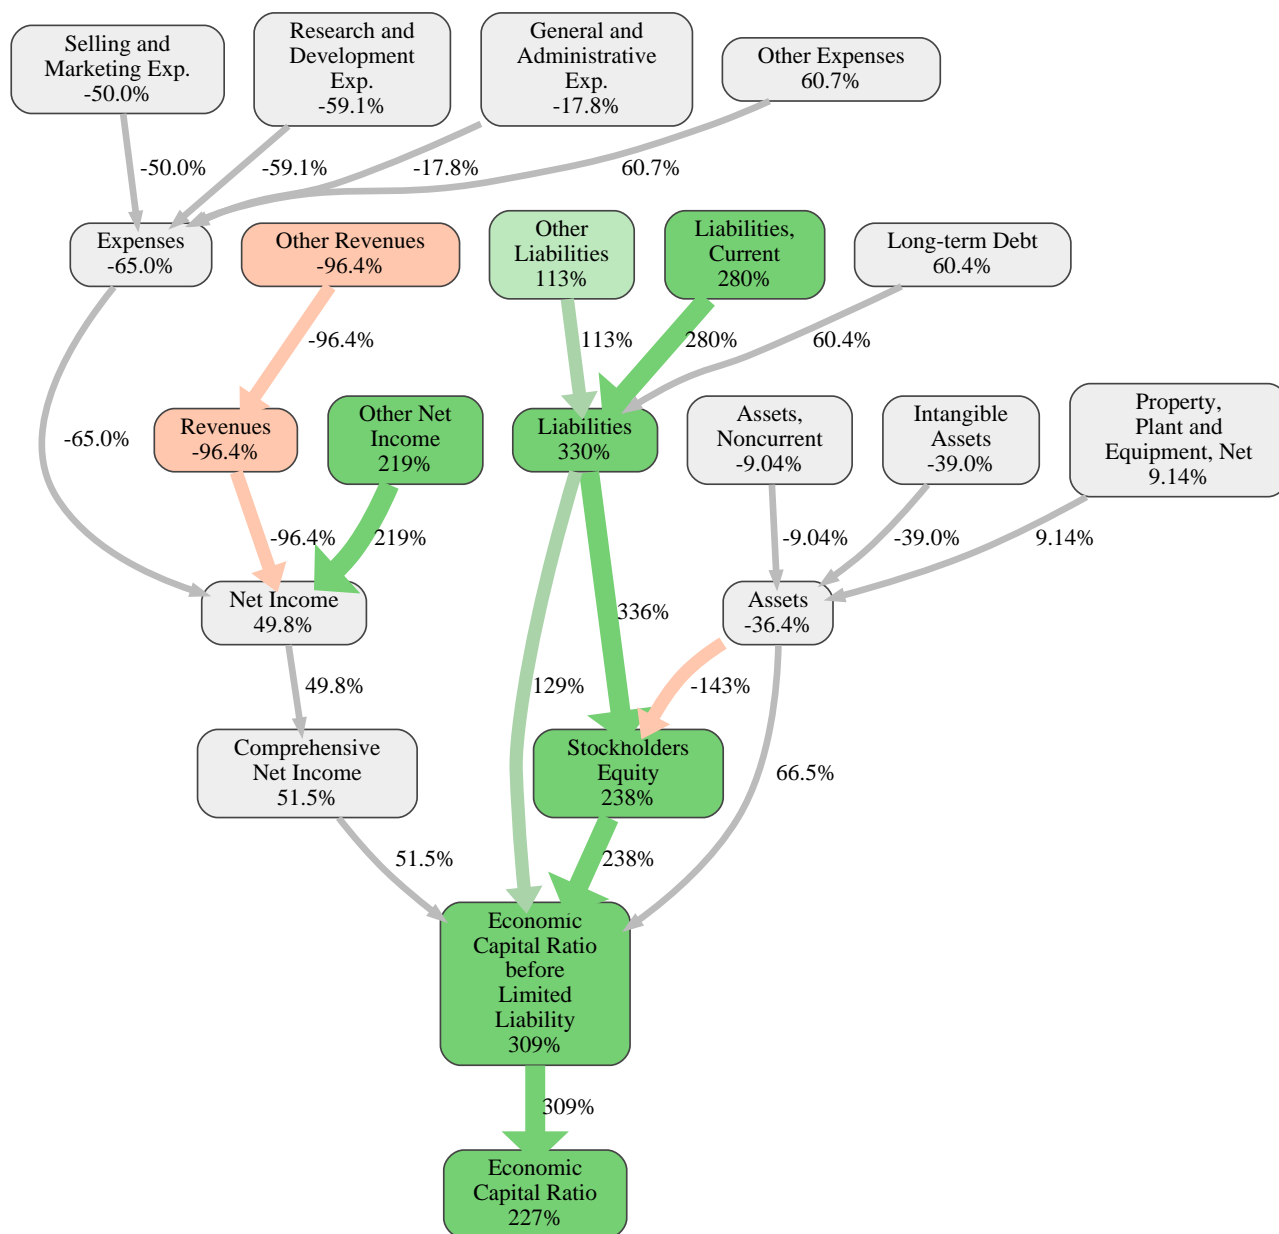 Selling and
Marketing Exp.
-50.0%
Research and
Development
Exp.
-59.1%
General and
Administrative
Exp.
-17.8%
Other Expenses
60.7%
-50.0%
-59.1%
-17.8%
60.7%
Expenses
-65.0%
Other Revenues
-96.4%
Other
Liabilities
113%
Liabilities,
Current
280%
Long-term Debt
60.4%
-96.4%
113%
280%
60.4%
-65.0%
Revenues
-96.4%
Other Net
Income
219%
Liabilities
330%
Assets,
Noncurrent
-9.04%
Intangible
Assets
-39.0%
Property,
Plant and
Equipment, Net
9.14%
-96.4%
219%
-9.04%
-39.0%
9.14%
Net Income
49.8%
336%
Assets
-36.4%
49.8%
129%
-143%
Comprehensive
Net Income
51.5%
Stockholders
Equity
238%
66.5%
51.5%
238%
Economic
Capital Ratio
before
Limited
Liability
309%
309%
Economic
Capital Ratio
227%